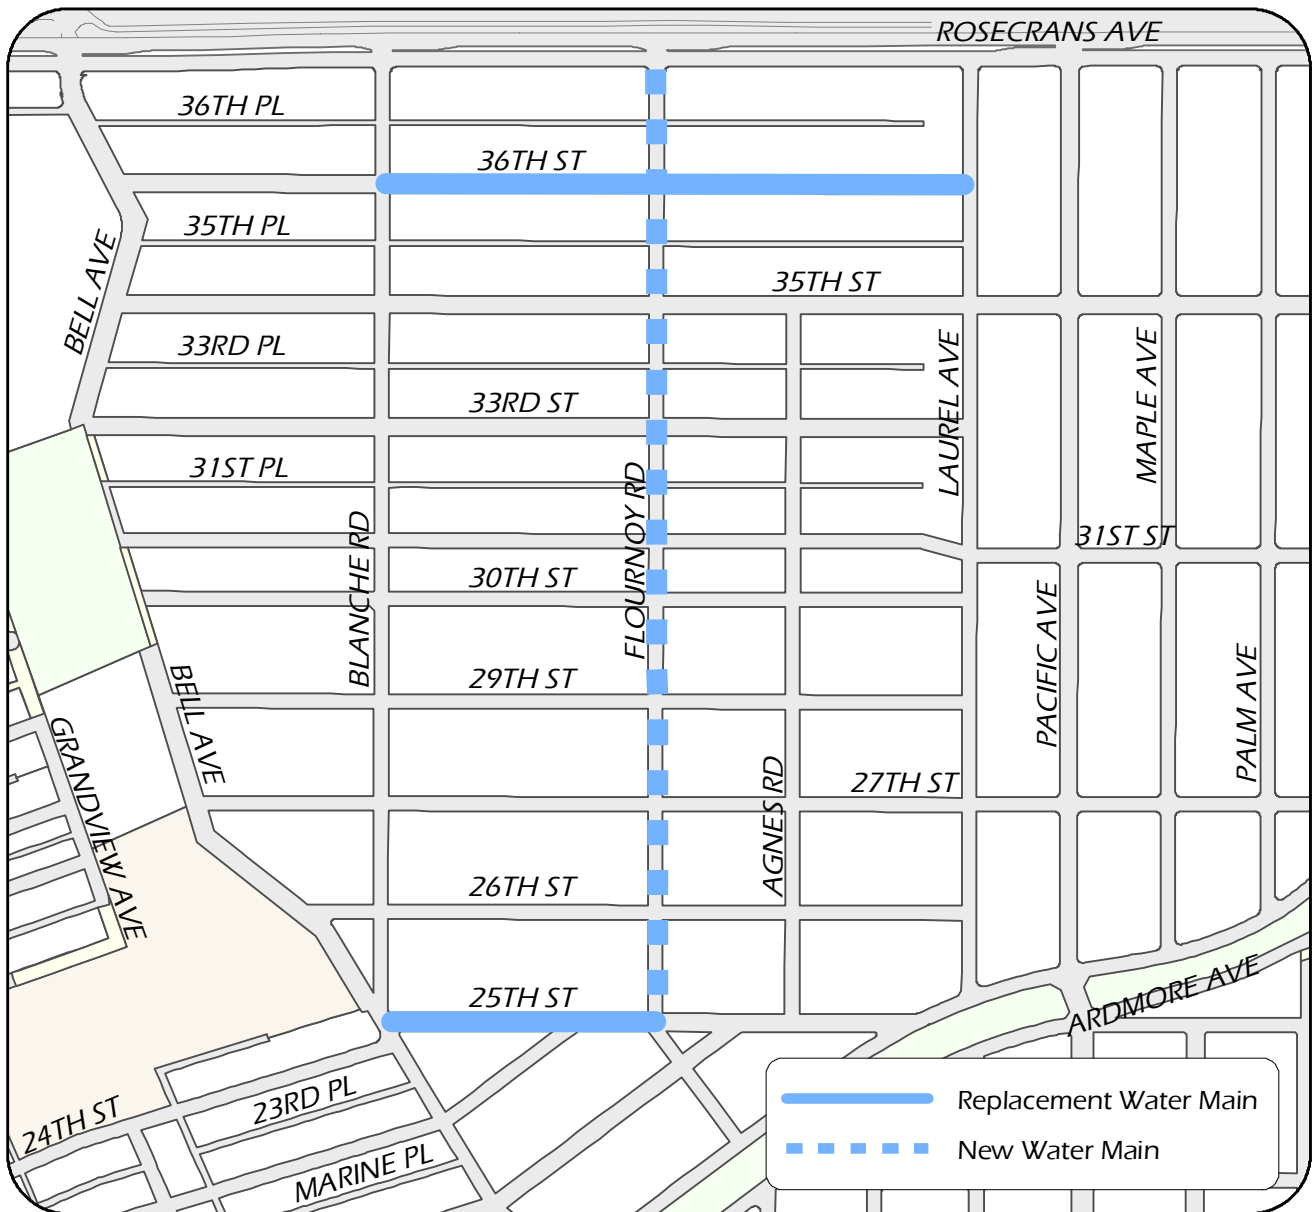 ROSECRANS AVE
36TH PL
36TH ST
35TH PL
BELL AVE
35TH ST
33RD PL
LAUREL AVE
MAPLE AVE
33RD ST
31ST PL
FLOURNOY RD
BLANCHE RD
31ST ST
30TH ST
PACIFIC AVE
29TH ST
BELL AVE
PALM AVE
GRANDVIEW AVE
AGNES RD
27TH ST
26TH ST
25TH ST
ARDMORE AVE
23RD PL
24TH ST
MARINE PL
Replacement Water Main
New Water Main